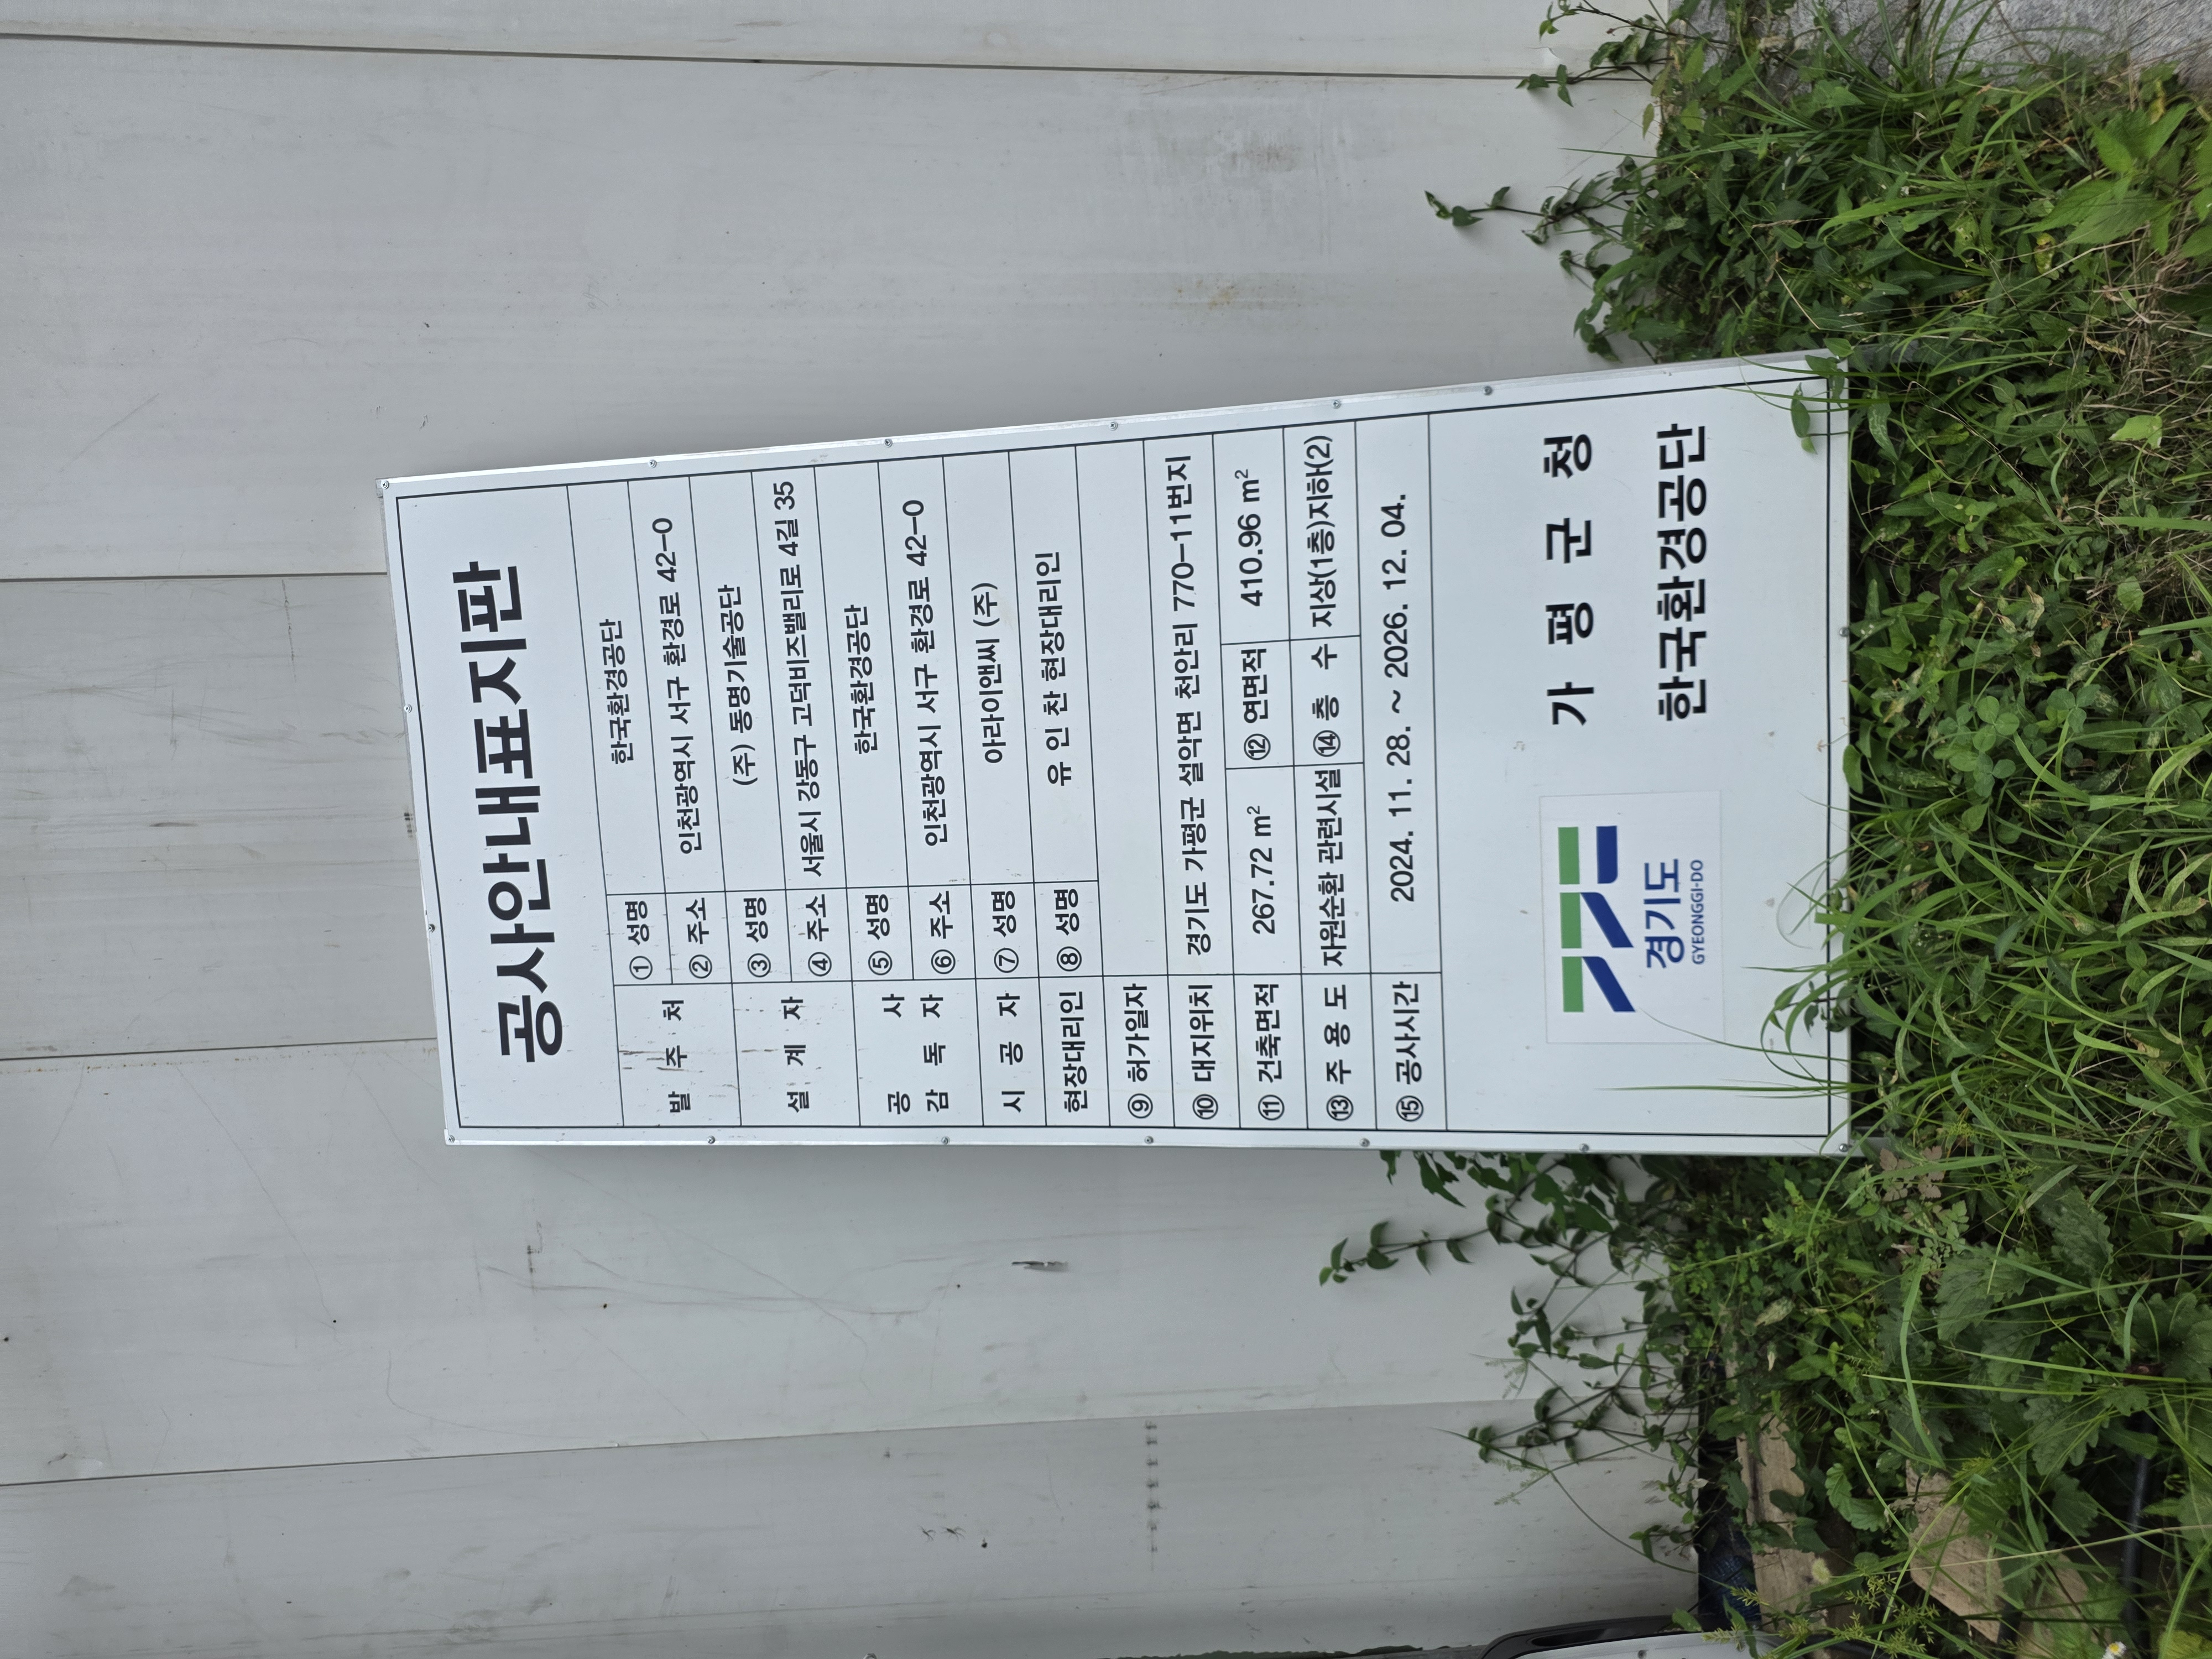 공사안내표지판
발 주 처 ① 성명 한국환경공단
② 주소 인천광역시 서구 환경로 42-0
설 계 자 ③ 성명 (주) 동명기술공단
④ 주소 서울시 강동구 고덕비즈밸리로 4길 35
공 사 감 독 자 ⑤ 성명 한국환경공단
⑥ 주소 인천광역시 서구 환경로 42-0
시 공 자 ⑦ 성명 아라이앤씨 (주)
현장대리인 ⑧ 성명 유 인 찬 현장대리인
⑨ 허가일자
⑩ 대지위치 경기도 가평군 설악면 천안리 770-11번지
⑪ 건축면적 267.72 m² ⑫ 연면적 410.96 m²
⑬ 주 용 도 자원순환 관련시설 ⑭ 층 수 지상(1층)지하(2)
⑮ 공사시간 2024. 11. 28. ~ 2026. 12. 04.
경기도
GYEONGGI-DO
가 평 군 청
한국환경공단